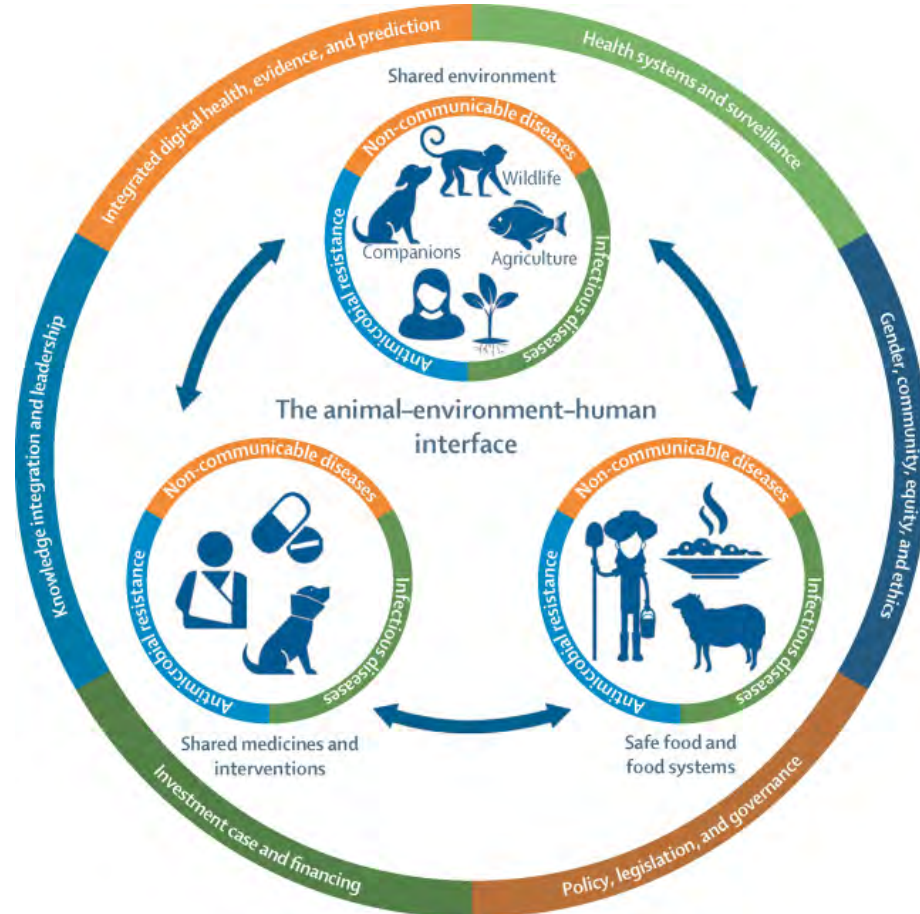 Integrated digital health, evidence, and prediction
Health systems and surveillance
Shared environment
Non-communicable diseases
Wildlife
Companions
Agriculture
Antimicrobial resistance
Infectious diseases
Knowledge integration and leadership
Gender, community, equity, and ethics
The animal–environment–human
interface
Non-communicable diseases
Antimicrobial resistance
Infectious diseases
Non-communicable diseases
Antimicrobial resistance
Infectious diseases
Shared medicines and
interventions
Safe food and
food systems
Investment case and financing
Policy, legislation, and governance